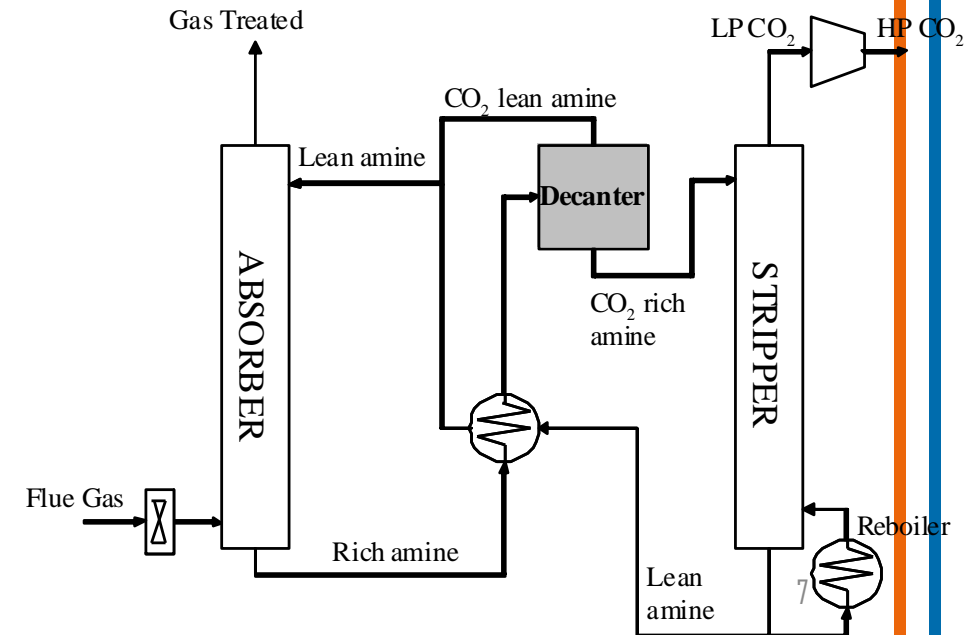 Gas Treated
LP CO₂
HP CO₂
CO₂ lean amine
Lean amine
Decanter
ABSORBER
STRIPPER
CO₂ rich
amine
Flue Gas
Rich amine
Reboiler
Lean
amine
7